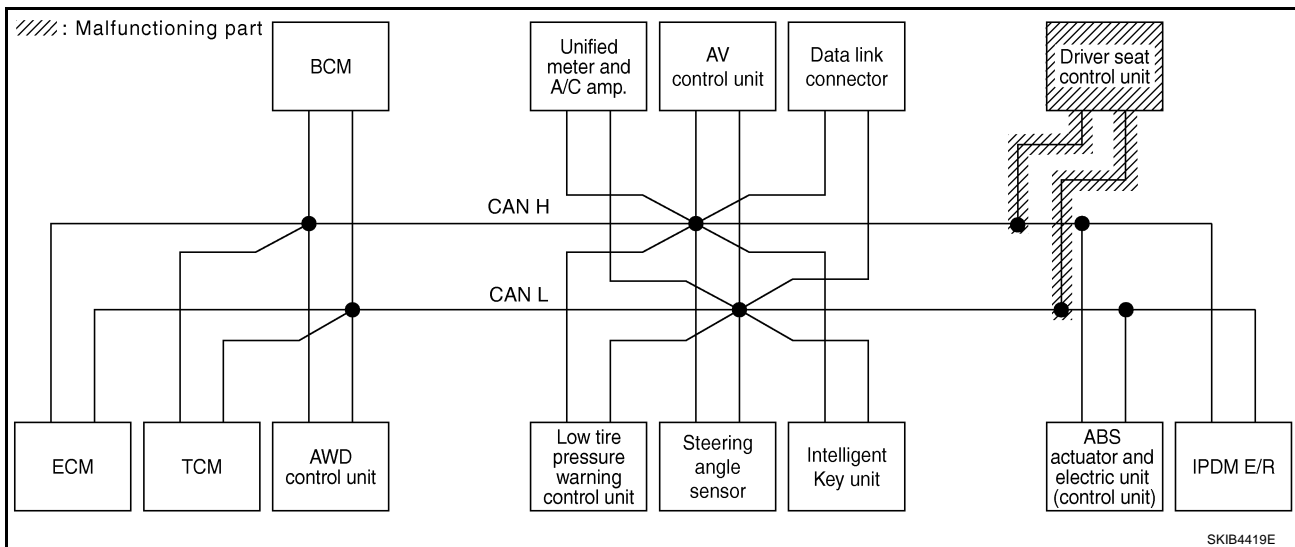 : Malfunctioning part
BCM
Unified
meter and
A/C amp.
AV
control unit
Data link
connector
Driver seat
control unit
CAN H
CAN L
ECM
TCM
AWD
control unit
Low tire
pressure
warning
control unit
Steering
angle
sensor
Intelligent
Key unit
ABS
actuator and
electric unit
(control unit)
IPDM E/R
SKIB4419E